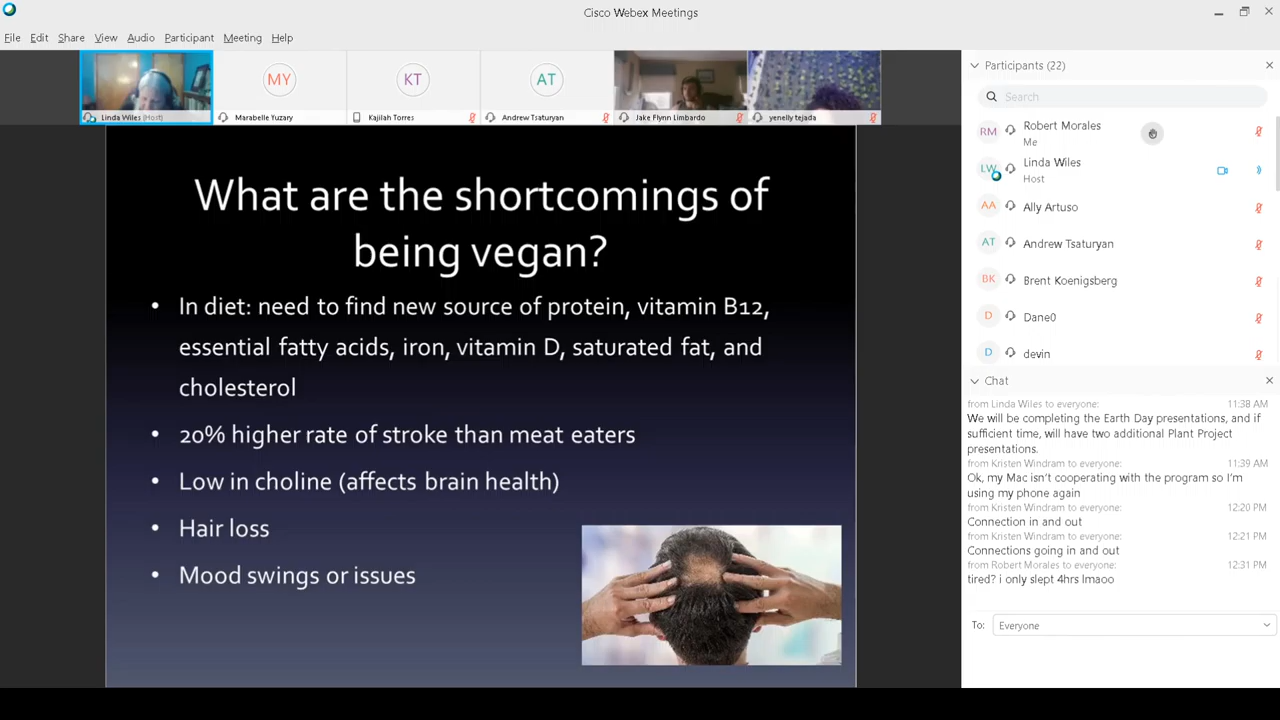 Cisco Webex Meetings
File Edit Share View Audio Participant Meeting Help
Linda Wiles (Host)
MY
Marabelle Yuzary
KT
Kajilah Torres
AT
Andrew Tsaturyan
Jake Flynn Limbardo
yenelly tejada
What are the shortcomings of
being vegan?
• In diet: need to find new source of protein, vitamin B12,
essential fatty acids, iron, vitamin D, saturated fat, and
cholesterol
• 20% higher rate of stroke than meat eaters
• Low in choline (affects brain health)
• Hair loss
• Mood swings or issues
Participants (22)
Search
RM Robert Morales
Me
LW Linda Wiles
Host
AA Ally Artuso
AT Andrew Tsaturyan
BK Brent Koenigsberg
D Dane0
D devin
Chat
from Linda Wiles to everyone: 11:38 AM
We will be completing the Earth Day presentations, and if
sufficient time, will have two additional Plant Project
presentations.
from Kristen Windram to everyone: 11:39 AM
Ok, my Mac isn't cooperating with the program so I'm
using my phone again
from Kristen Windram to everyone: 12:20 PM
Connection in and out
from Kristen Windram to everyone: 12:21 PM
Connections going in and out
from Robert Morales to everyone: 12:31 PM
tired? i only slept 4hrs lmaoo
To: Everyone